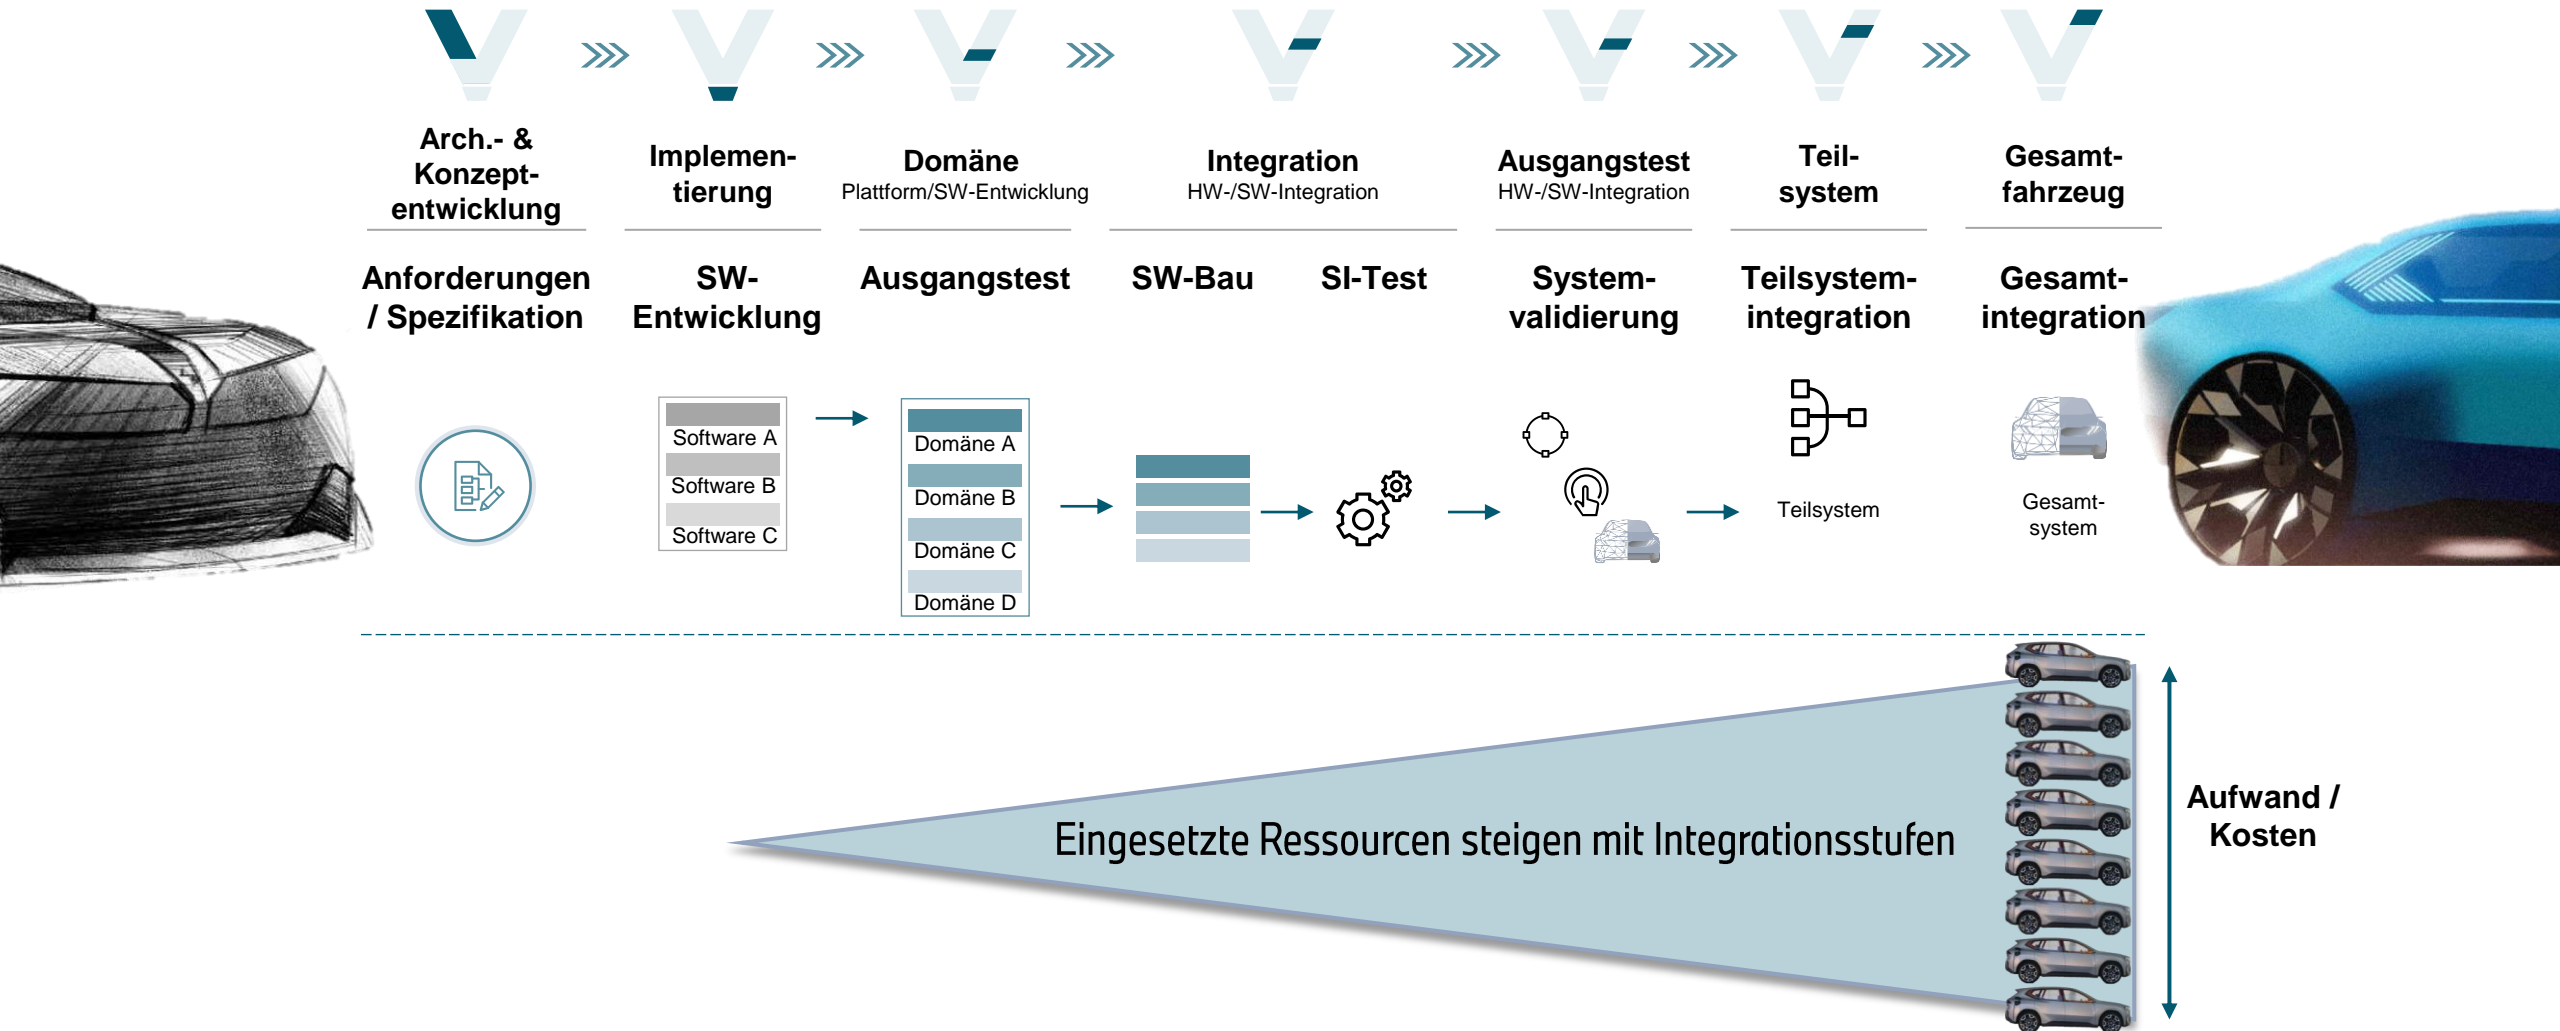 Arch.- &
Konzept-
entwicklung
Implemen-
tierung
Domäne
Plattform/SW-Entwicklung
Integration
HW-/SW-Integration
Ausgangstest
HW-/SW-Integration
Teil-
system
Gesamt-
fahrzeug
Anforderungen
/ Spezifikation
SW-
Entwicklung
Ausgangstest
SW-Bau
SI-Test
System-
validierung
Teilsystem-
integration
Gesamt-
integration
Software A
Software B
Software C
Domäne A
Domäne B
Domäne C
Domäne D
Teilsystem
Gesamt-
system
Eingesetzte Ressourcen steigen mit Integrationsstufen
Aufwand /
Kosten